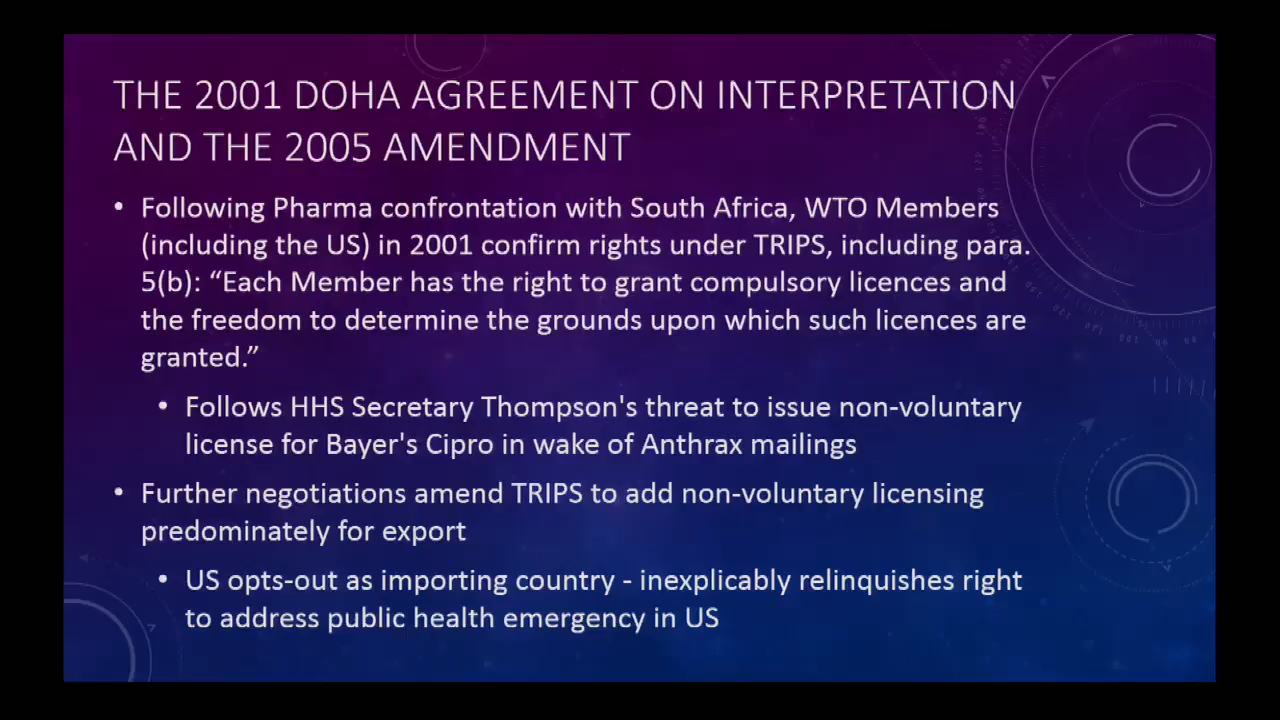 THE 2001 DOHA AGREEMENT ON INTERPRETATION
AND THE 2005 AMENDMENT
• Following Pharma confrontation with South Africa, WTO Members
(including the US) in 2001 confirm rights under TRIPS, including para.
5(b): “Each Member has the right to grant compulsory licences and
the freedom to determine the grounds upon which such licences are
granted.”
• Follows HHS Secretary Thompson's threat to issue non-voluntary
license for Bayer's Cipro in wake of Anthrax mailings
• Further negotiations amend TRIPS to add non-voluntary licensing
predominately for export
• US opts-out as importing country - inexplicably relinquishes right
to address public health emergency in US